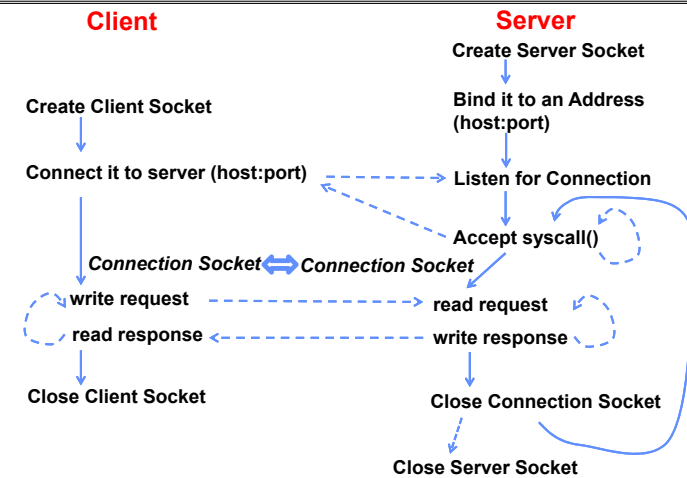 Client
Server
Create Server Socket
Create Client Socket
Bind it to an Address
(host:port)
Connect it to server (host:port)
Listen for Connection
Accept syscall()
Connection Socket
Connection Socket
write request
read request
read response
write response
Close Client Socket
Close Connection Socket
Close Server Socket